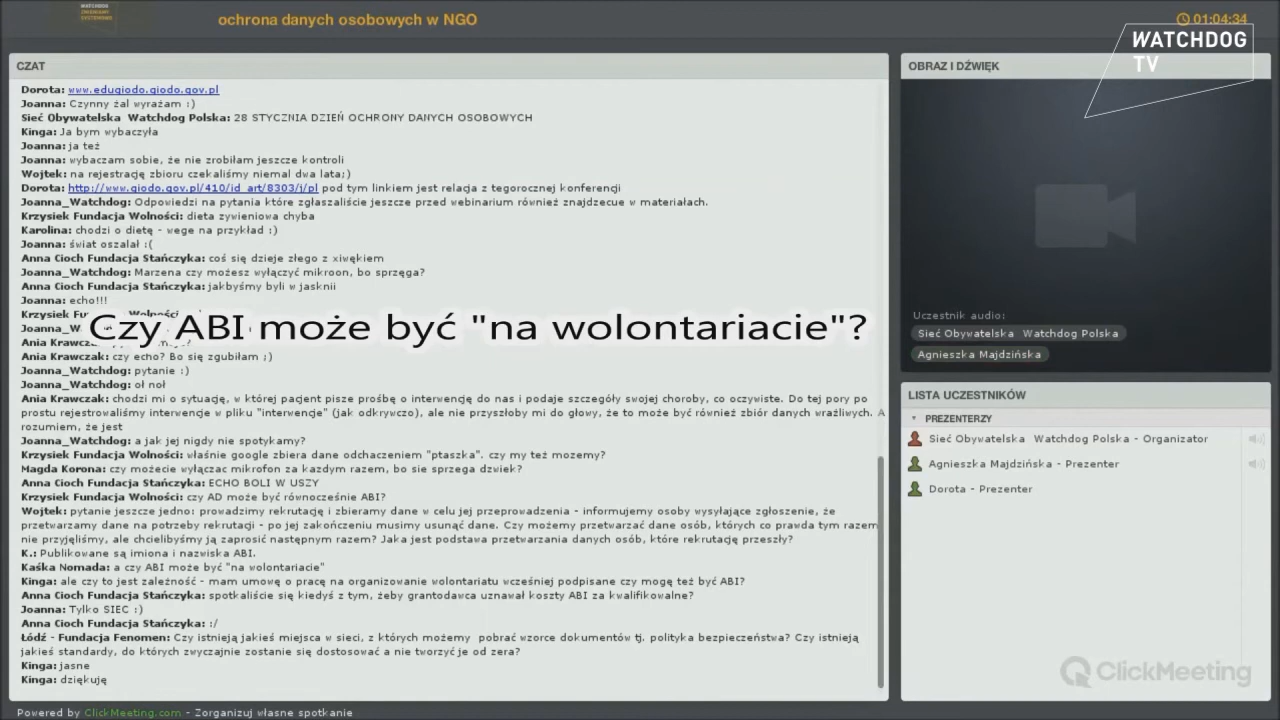 WATCHDOG
ochrona danych osobowych w NGO
01:04:34
WATCHDOG
TV
CZAT
Dorota: www.edugiodo.giodo.gov.pl
Joanna: Czynny żal wyrażam :)
Sieć Obywatelska Watchdog Polska: 28 STYCZNIA DZIEŃ OCHRONY DANYCH OSOBOWYCH
Kinga: Ja bym wybaczyła
Joanna: ja też
Joanna: wybaczam sobie, że nie zrobiłam jeszcze kontroli
Wojtek: na rejestrację zbioru czekaliśmy niemal dwa lata;)
Dorota: http://www.giodo.gov.pl/410/id_art/8303/j/pl pod tym linkiem jest relacja z tegorocznej konferencji
Joanna_Watchdog: Odpowiedzi na pytania które zgłaszaliście jeszcze przed webinarium również znajdzecue w materiałach.
Krzysiek Fundacja Wolności: dieta zywieniowa chyba
Karolina: chodzi o dietę - wege na przykład :)
Joanna: świat oszalał :(
Anna Cioch Fundacja Stańczyka: coś się dzieje złego z xiwękiem
Joanna_Watchdog: Marzena czy możesz wyłączyć mikroon, bo sprzęga?
Anna Cioch Fundacja Stańczyka: jakbyśmy byli w jasknii
Joanna: echo!!!
Krzysiek Fundacja Wolności:
Joanna_W
Czy ABI może być "na wolontariacie"?
Ania Krawczak:
Ania Krawczak: czy echo? Bo się zgubiłam ;)
Joanna_Watchdog: pytanie :)
Joanna_Watchdog: oł noł
Ania Krawczak: chodzi mi o sytuację, w której pacjent pisze prośbę o interwencję do nas i podaje szczegóły swojej choroby, co oczywiste. Do tej pory po
prostu rejestrowaliśmy interwencje w pliku "interwencje" (jak odkrywczo), ale nie przyszłoby mi do głowy, że to może być również zbiór danych wrażliwych. A
rozumiem, że jest
Joanna_Watchdog: a jak jej nigdy nie spotykamy?
Krzysiek Fundacja Wolności: właśnie google zbiera dane odchaczeniem "ptaszka". czy my też mozemy?
Magda Korona: czy możecie wyłączac mikrofon za kazdym razem, bo sie sprzega dzwiek?
Anna Cioch Fundacja Stańczyka: ECHO BOLI W USZY
Krzysiek Fundacja Wolności: czy AD może być równocześnie ABI?
Wojtek: pytanie jeszcze jedno: prowadzimy rekrutację i zbieramy dane w celu jej przeprowadzenia - informujemy osoby wysyłające zgłoszenie, że
przetwarzamy dane na potrzeby rekrutacji - po jej zakończeniu musimy usunąć dane. Czy możemy przetwarzać dane osób, których co prawda tym razem
nie przyjęliśmy, ale chcielibyśmy ją zaprosić następnym razem? Jaka jest podstawa przetwarzania danych osób, które rekrutację przeszły?
K.: Publikowane są imiona i nazwiska ABI.
Kaśka Nomada: a czy ABI może być "na wolontariacie"
Kinga: ale czy to jest zależność - mam umowę o pracę na organizowanie wolontariatu wcześniej podpisane czy mogę też być ABI?
Anna Cioch Fundacja Stańczyka: spotkaliście się kiedyś z tym, żeby grantodawca uznawał koszty ABI za kwalifikowalne?
Joanna: Tylko SIEC :)
Anna Cioch Fundacja Stańczyka: :/
Łódź - Fundacja Fenomen: Czy istnieją jakieś miejsca w sieci, z których możemy pobrać wzorce dokumentów tj. polityka bezpieczeństwa? Czy istnieją
jakieś standardy, do których zwyczajnie zostanie się dostosować a nie tworzyć je od zera?
Kinga: jasne
Kinga: dziękuję
OBRAZ I DŹWIĘK
Uczestnik audio:
Sieć Obywatelska Watchdog Polska
Agnieszka Majdzińska
LISTA UCZESTNIKÓW
PREZENTERZY
Sieć Obywatelska Watchdog Polska - Organizator
Agnieszka Majdzińska - Prezenter
Dorota - Prezenter
ClickMeeting
Powered by ClickMeeting.com - Zorganizuj własne spotkanie